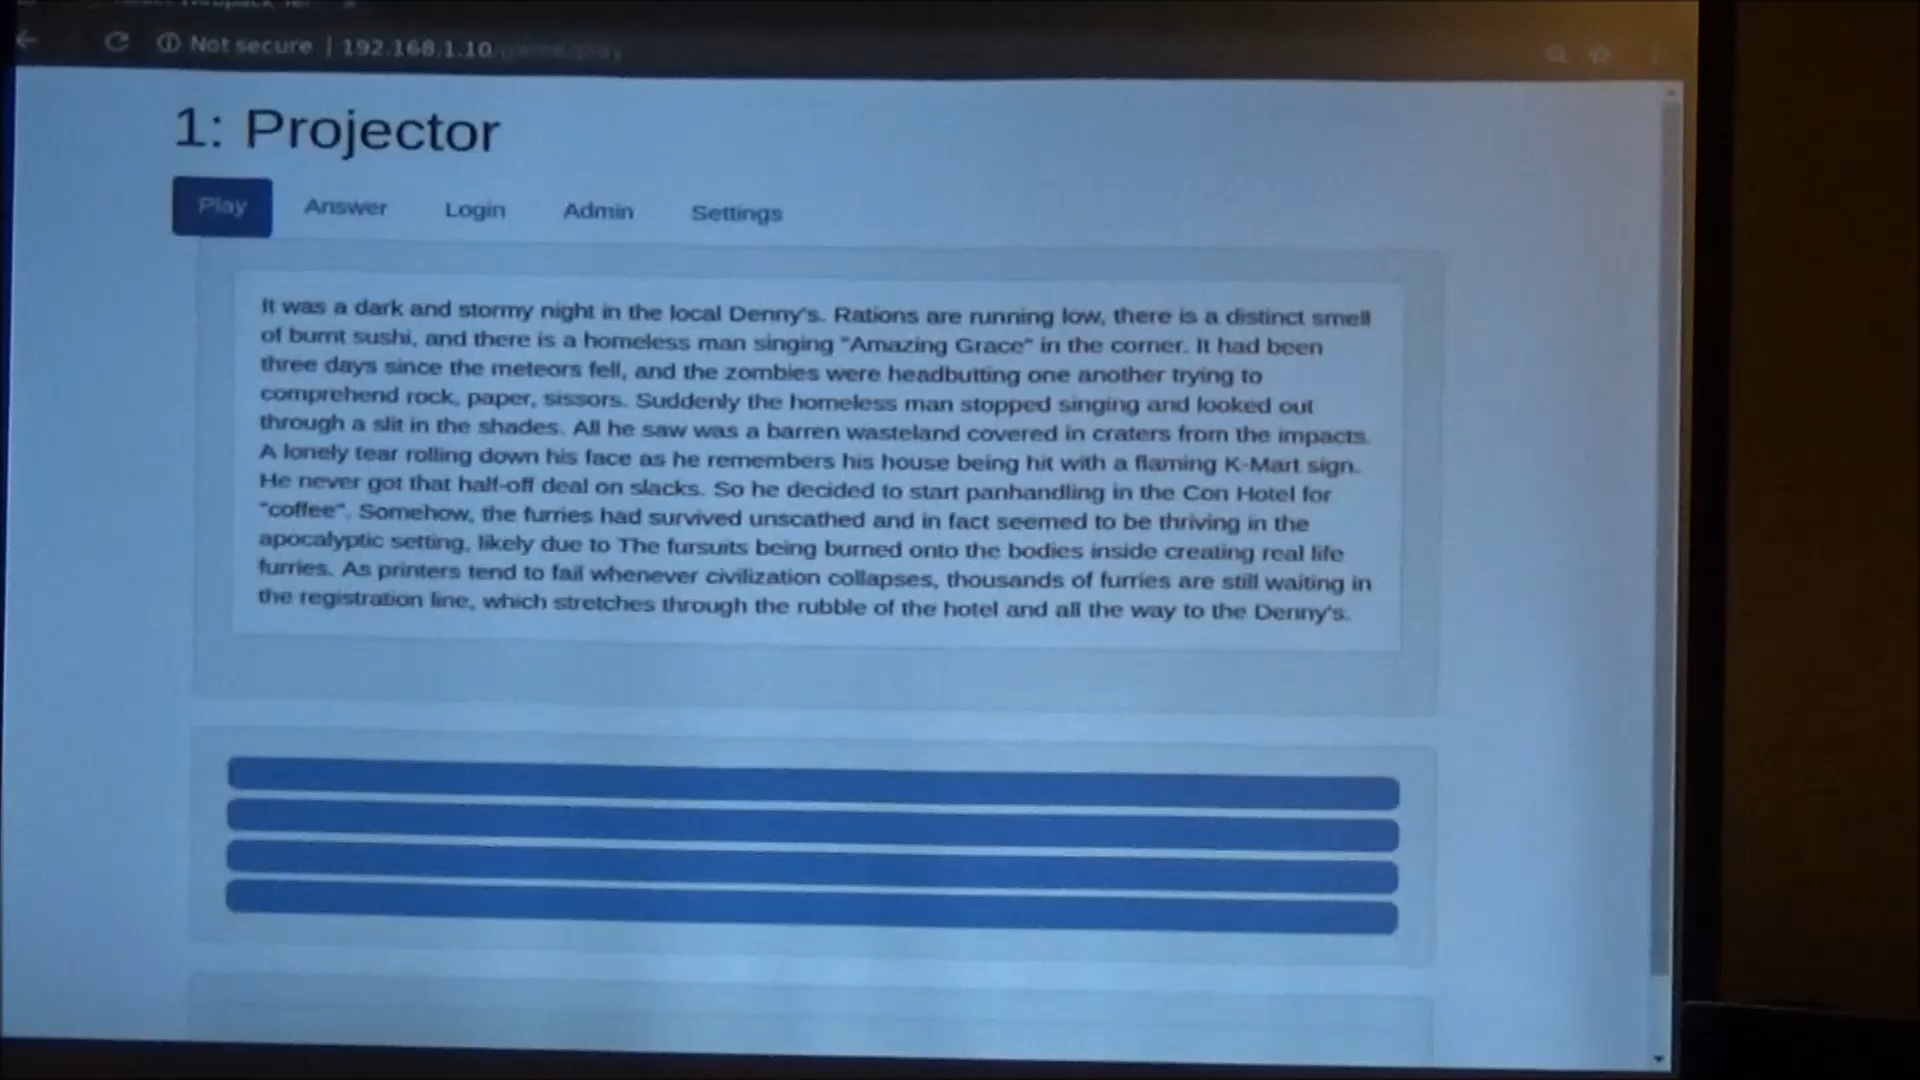 Not secure | 192.168.1.10
1: Projector
Play Answer Login Admin Settings
It was a dark and stormy night in the local Denny's. Rations are running low, there is a distinct smell
of burnt sushi, and there is a homeless man singing "Amazing Grace" in the corner. It had been
three days since the meteors fell, and the zombies were headbutting one another trying to
comprehend rock, paper, sissors. Suddenly the homeless man stopped singing and looked out
through a slit in the shades. All he saw was a barren wasteland covered in craters from the impacts.
A lonely tear rolling down his face as he remembers his house being hit with a flaming K-Mart sign.
He never got that half-off deal on slacks. So he decided to start panhandling in the Con Hotel for
"coffee". Somehow, the furries had survived unscathed and in fact seemed to be thriving in the
apocalyptic setting, likely due to The fursuits being burned onto the bodies inside creating real life
furries. As printers tend to fail whenever civilization collapses, thousands of furries are still waiting in
the registration line, which stretches through the rubble of the hotel and all the way to the Denny's.